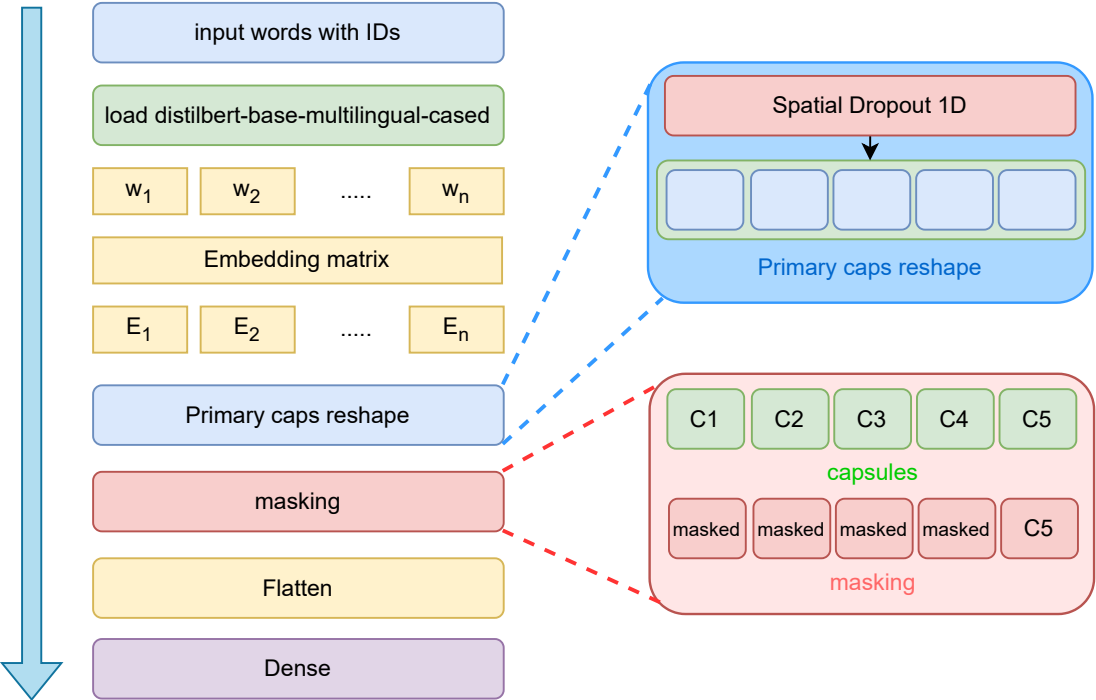 input words with IDs
load distilbert-base-multilingual-cased
w1 w2 ..... wn
Embedding matrix
E1 E2 ..... En
Primary caps reshape
masking
Flatten
Dense
Spatial Dropout 1D
Primary caps reshape
C1 C2 C3 C4 C5
capsules
masked masked masked masked C5
masking